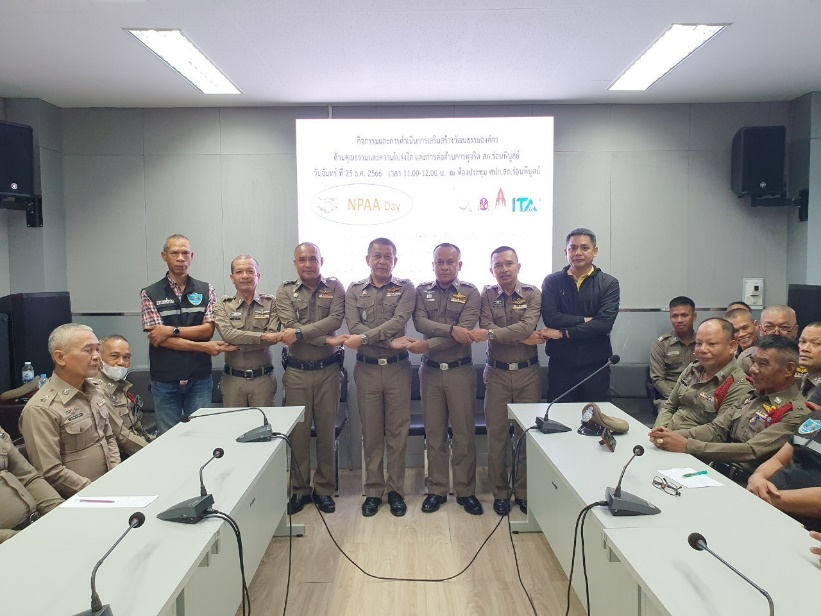 กิจกรรมและการดำเนินการเสริมสร้างวัฒนธรรมองค์กร
ด้านคุณธรรมและความโปร่งใส และการต่อต้านการทุจริต สภ.ร่อนพิบูลย์
วันจันทร์ ที่ 25 ธ.ค. 2566 เวลา 11.00-12.00 น. ณ ห้องประชุม ศปก.สภ.ร่อนพิบูลย์
NPAA Day
ITA